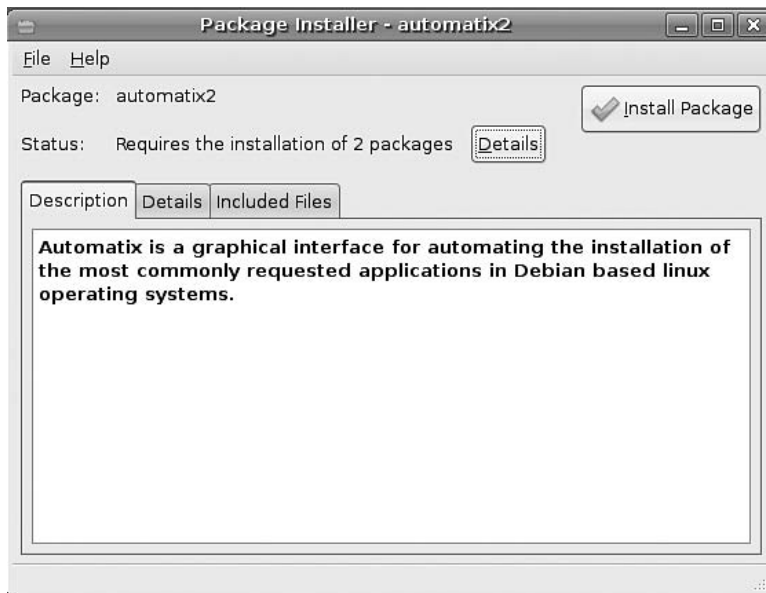 Package Installer - automatix2
File Help
Package: automatix2
Install Package
Status: Requires the installation of 2 packages Details
Description Details Included Files
Automatix is a graphical interface for automating the installation of
the most commonly requested applications in Debian based linux
operating systems.